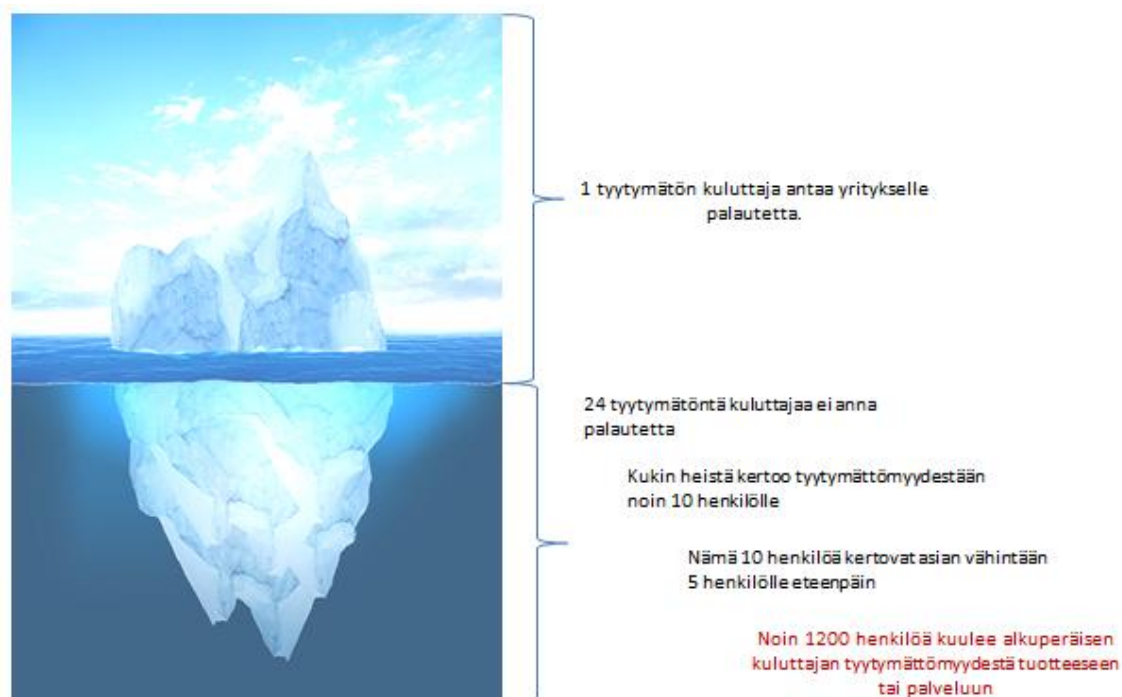 1 tyytymätön kuluttaja antaa yritykselle
palautetta.
24 tyytymätöntä kuluttajaa ei anna
palautetta
Kukin heistä kertoo tyytymättömyydestään
noin 10 henkilölle
Nämä 10 henkilöä kertovat asian vähintään
5 henkilölle eteenpäin
Noin 1200 henkilöä kuulee alkuperäisen
kuluttajan tyytymättömyydestä tuotteeseen
tai palveluun